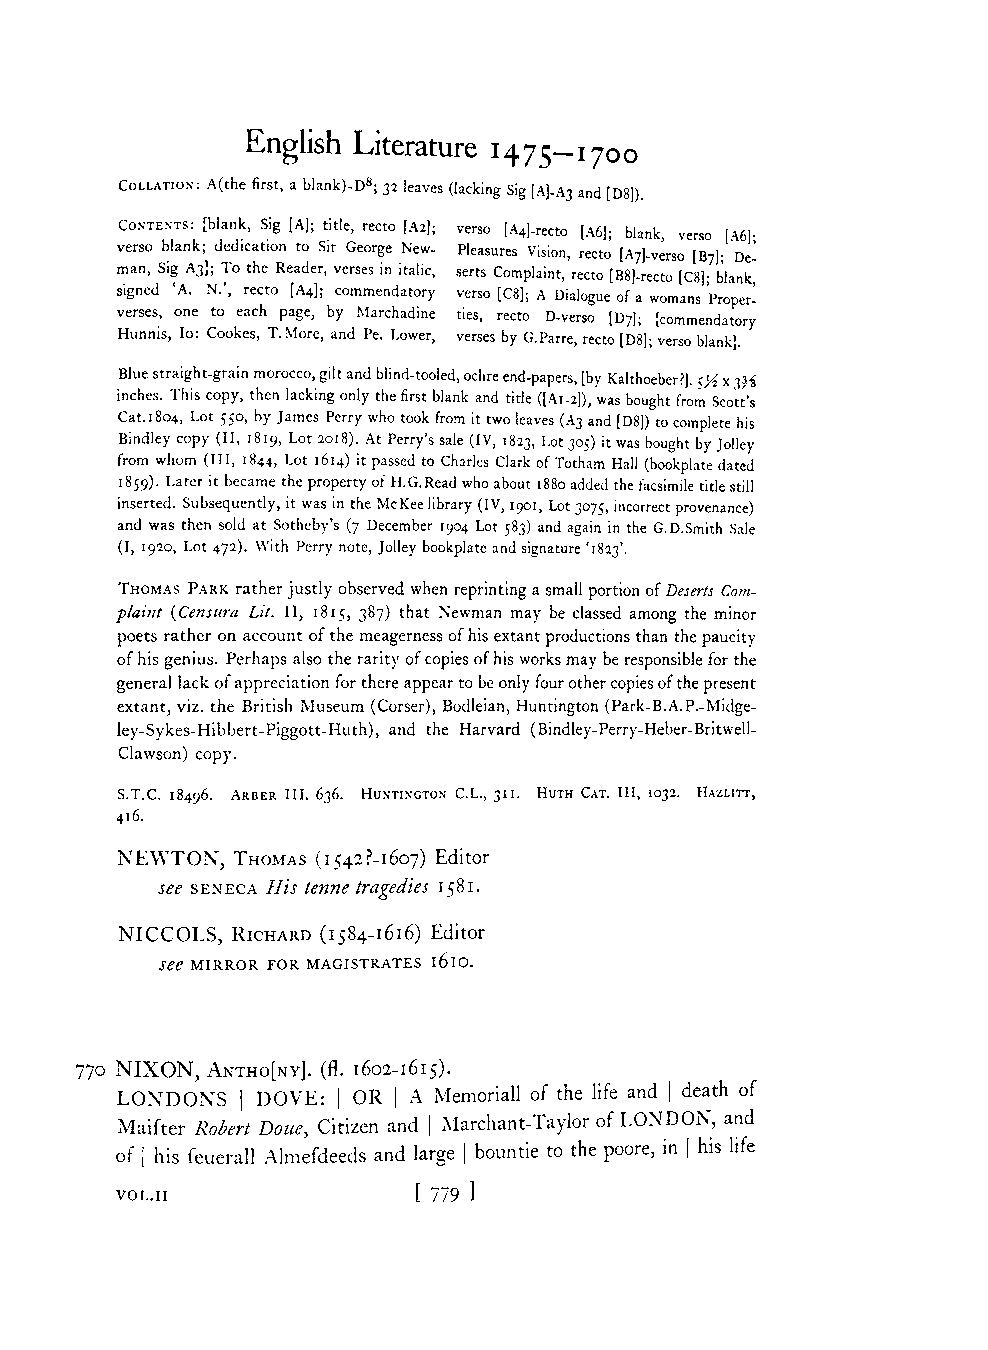 English Literature 1475–1700
COLLATION: A(the first, a blank)-D⁸; 32 leaves (lacking Sig [A]-A3 and [D8]).
CONTENTS: [blank, Sig [A]; title, recto [A2];
verso blank; dedication to Sir George New-
man, Sig A3]; To the Reader, verses in italic,
signed ‘A. N.’, recto [A4]; commendatory
verses, one to each page, by Marchadine
Hunnis, Io: Cookes, T.More, and Pe. Lower,
verso [A4]-recto [A6]; blank, verso [A6];
Pleasures Vision, recto [A7]-verso [B7]; De-
serts Complaint, recto [B8]-recto [C8]; blank,
verso [C8]; A Dialogue of a womans Proper-
ties, recto D-verso [D7]; [commendatory
verses by G.Parre, recto [D8]; verso blank].
Blue straight-grain morocco, gilt and blind-tooled, ochre end-papers, [by Kalthoeber?]. 5½ x 3⅜
inches. This copy, then lacking only the first blank and title ([A1-2]), was bought from Scott's
Cat.1804, Lot 550, by James Perry who took from it two leaves (A3 and [D8]) to complete his
Bindley copy (II, 1819, Lot 2018). At Perry's sale (IV, 1823, Lot 305) it was bought by Jolley
from whom (III, 1844, Lot 1614) it passed to Charles Clark of Totham Hall (bookplate dated
1859). Later it became the property of H.G.Read who about 1880 added the facsimile title still
inserted. Subsequently, it was in the McKee library (IV, 1901, Lot 3075, incorrect provenance)
and was then sold at Sotheby's (7 December 1904 Lot 583) and again in the G.D.Smith Sale
(I, 1920, Lot 472). With Perry note, Jolley bookplate and signature ‘1823’.
THOMAS PARK rather justly observed when reprinting a small portion of Deserts Com-
plaint (Censura Lit. II, 1815, 387) that Newman may be classed among the minor
poets rather on account of the meagerness of his extant productions than the paucity
of his genius. Perhaps also the rarity of copies of his works may be responsible for the
general lack of appreciation for there appear to be only four other copies of the present
extant, viz. the British Museum (Corser), Bodleian, Huntington (Park-B.A.P.-Midge-
ley-Sykes-Hibbert-Piggott-Huth), and the Harvard (Bindley-Perry-Heber-Britwell-
Clawson) copy.
S.T.C. 18496. ARBER III. 636. HUNTINGTON C.L., 311. HUTH CAT. III, 1032. HAZLITT,
416.
NEWTON, THOMAS (1542?-1607) Editor
see SENECA His tenne tragedies 1581.
NICCOLS, RICHARD (1584-1616) Editor
see MIRROR FOR MAGISTRATES 1610.
770 NIXON, ANTHO[NY]. (fl. 1602-1615).
LONDONS | DOVE: | OR | A Memoriall of the life and | death of
Maiſter Robert Doue, Citizen and | Marchant-Taylor of LONDON, and
of | his ſeuerall Almeſdeeds and large | bountie to the poore, in | his life
VOL.II [ 779 ]